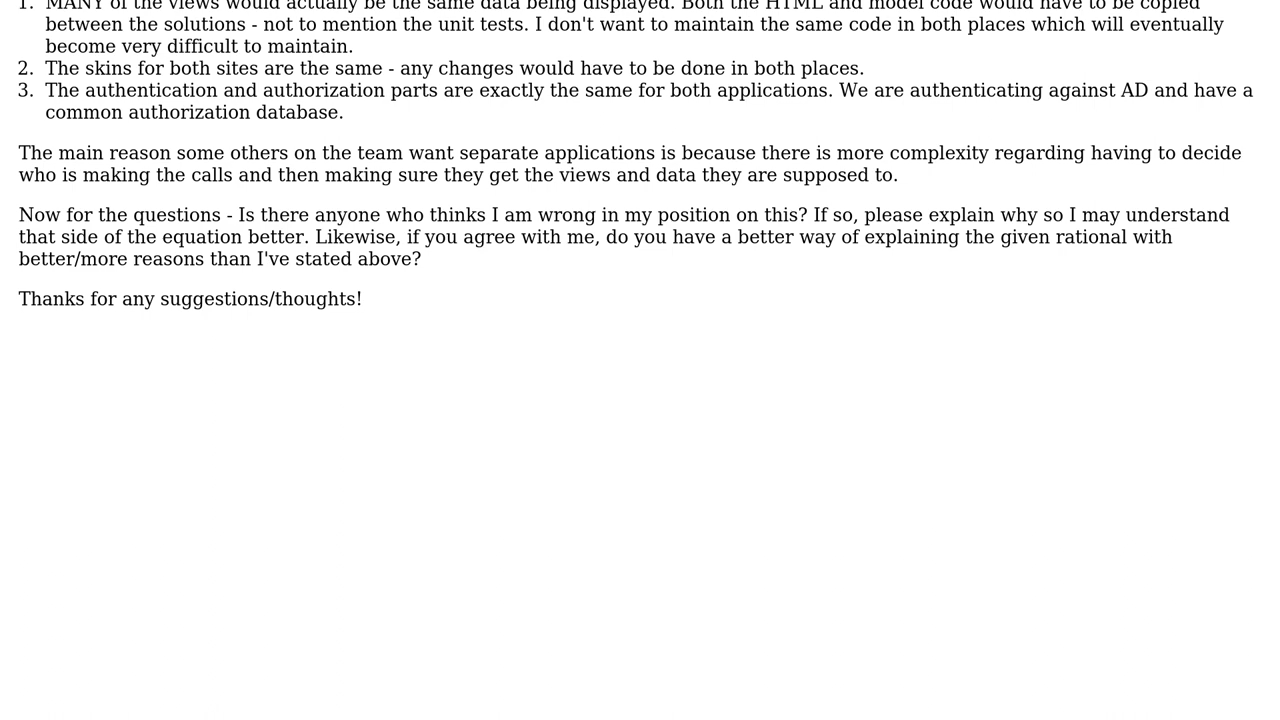 1. MANY of the views would actually be the same data being displayed. Both the HTML and model code would have to be copied
between the solutions - not to mention the unit tests. I don't want to maintain the same code in both places which will eventually
become very difficult to maintain.
2. The skins for both sites are the same - any changes would have to be done in both places.
3. The authentication and authorization parts are exactly the same for both applications. We are authenticating against AD and have a
common authorization database.
The main reason some others on the team want separate applications is because there is more complexity regarding having to decide
who is making the calls and then making sure they get the views and data they are supposed to.
Now for the questions - Is there anyone who thinks I am wrong in my position on this? If so, please explain why so I may understand
that side of the equation better. Likewise, if you agree with me, do you have a better way of explaining the given rational with
better/more reasons than I've stated above?
Thanks for any suggestions/thoughts!